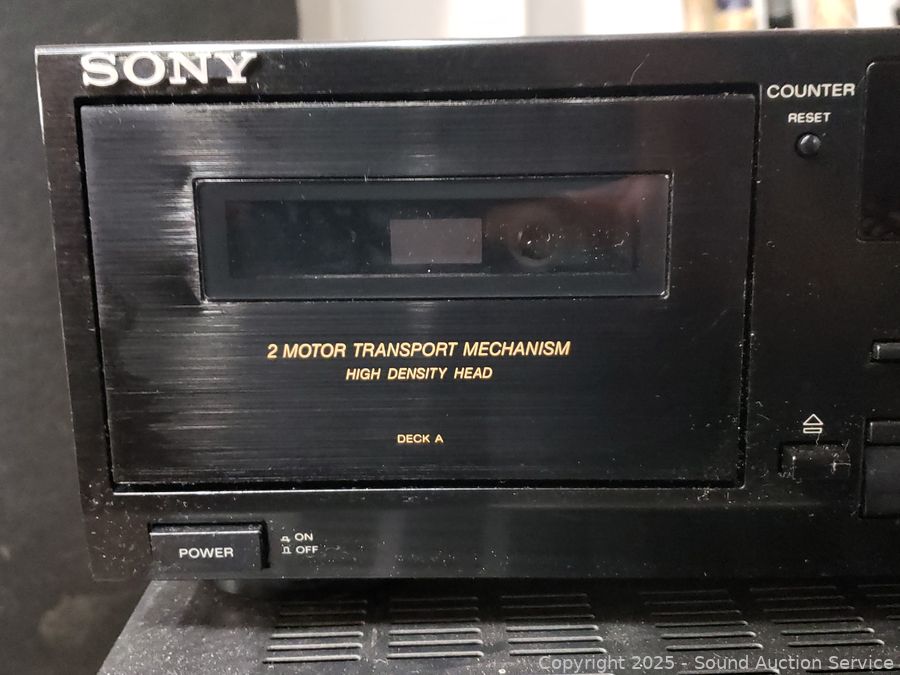 SONY
COUNTER
RESET
2 MOTOR TRANSPORT MECHANISM
HIGH DENSITY HEAD
DECK A
POWER
ON
OFF
Copyright 2025 - Sound Auction Service